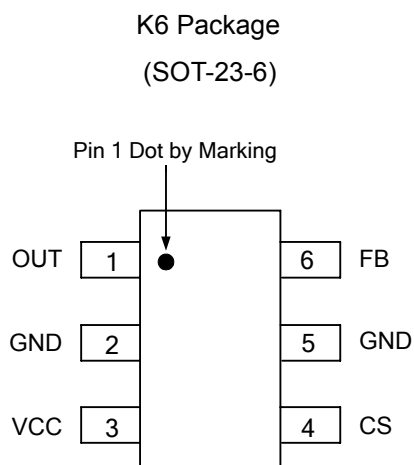 K6 Package
(SOT-23-6)
Pin 1 Dot by Marking
OUT 1 6 FB
GND 2 5 GND
VCC 3 4 CS